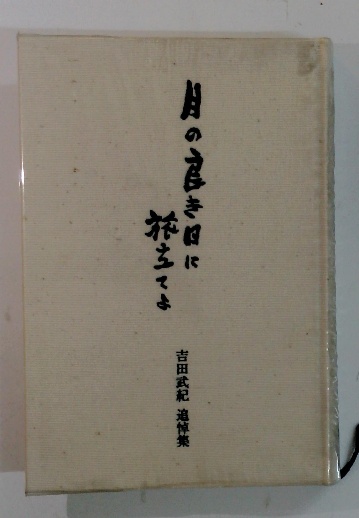 月の良き日に
旅立てよ
吉田武紀 追悼集